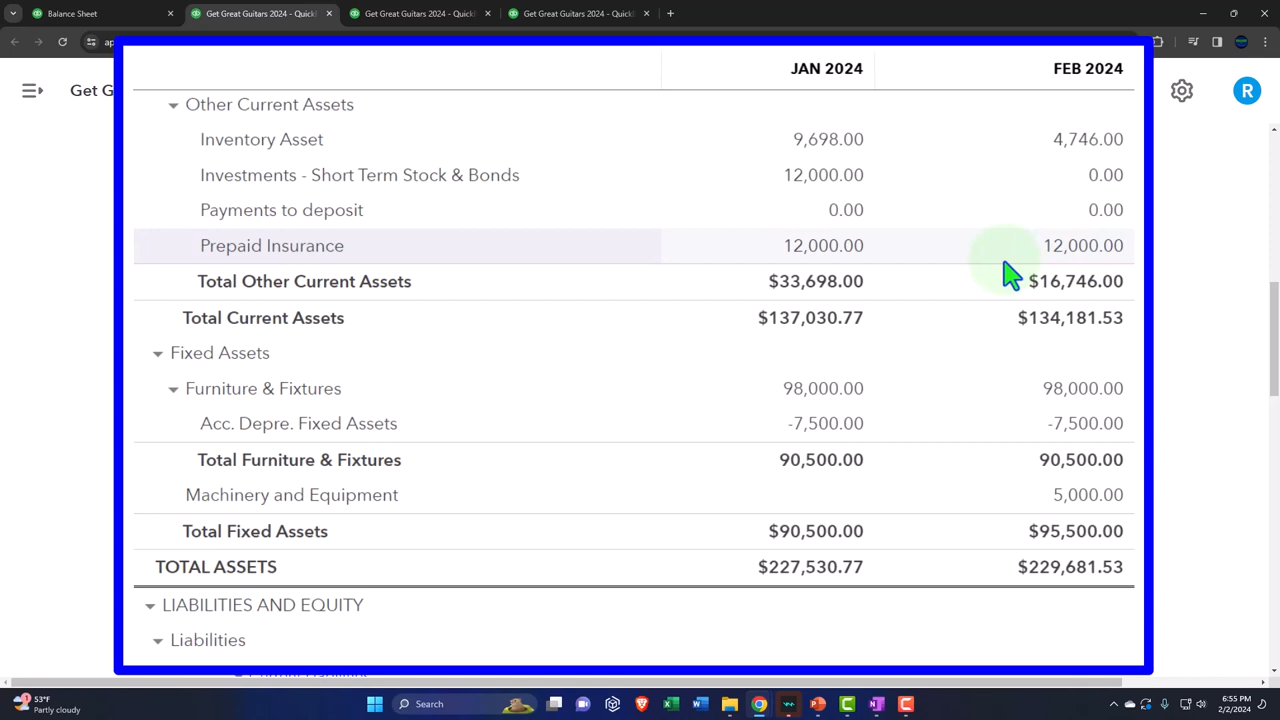 Balance Sheet
Get Great Guitars 2024 - Quick
Get Great Guitars 2024 - Quick
Get Great Guitars 2024 - Quick
Get G
R
JAN 2024 FEB 2024
Other Current Assets
Inventory Asset 9,698.00 4,746.00
Investments - Short Term Stock & Bonds 12,000.00 0.00
Payments to deposit 0.00 0.00
Prepaid Insurance 12,000.00 12,000.00
Total Other Current Assets $33,698.00 $16,746.00
Total Current Assets $137,030.77 $134,181.53
Fixed Assets
Furniture & Fixtures 98,000.00 98,000.00
Acc. Depre. Fixed Assets -7,500.00 -7,500.00
Total Furniture & Fixtures 90,500.00 90,500.00
Machinery and Equipment 5,000.00
Total Fixed Assets $90,500.00 $95,500.00
TOTAL ASSETS $227,530.77 $229,681.53
LIABILITIES AND EQUITY
Liabilities
53°F
Partly cloudy
Search
6:55 PM
2/2/2024